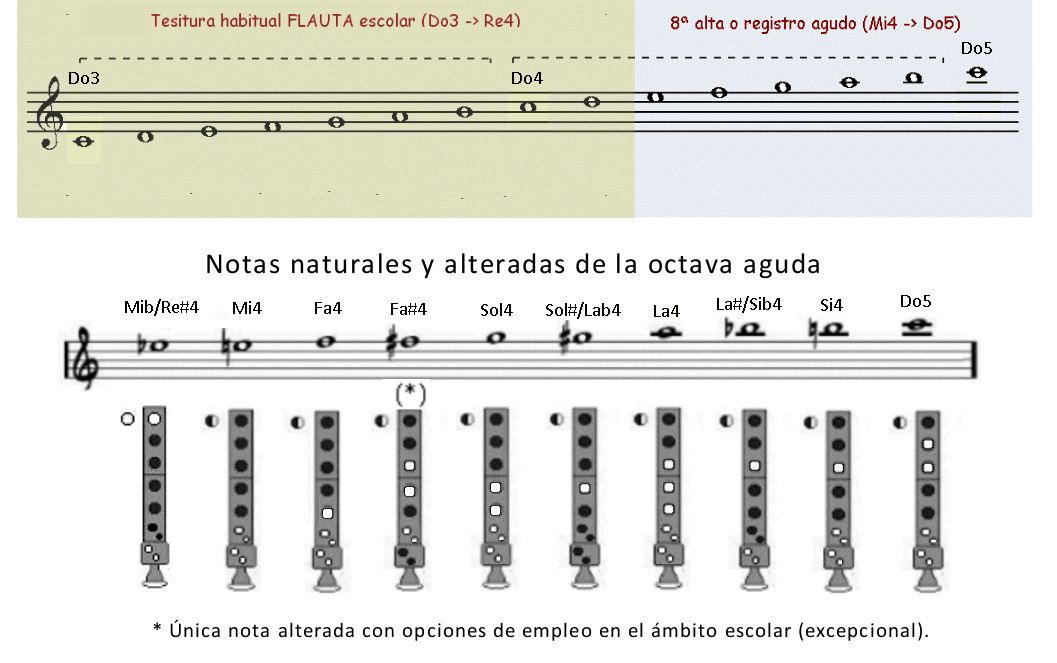 Tesitura habitual FLAUTA escolar (Do3 -> Re4)
8ª alta o registro agudo (Mi4 -> Do5)
Do3
Do4
Do5
Notas naturales y alteradas de la octava aguda
Mib/Re#4 Mi4 Fa4 Fa#4 Sol4 Sol#/Lab4 La4 La#/Sib4 Si4 Do5
(*)
* Única nota alterada con opciones de empleo en el ámbito escolar (excepcional).